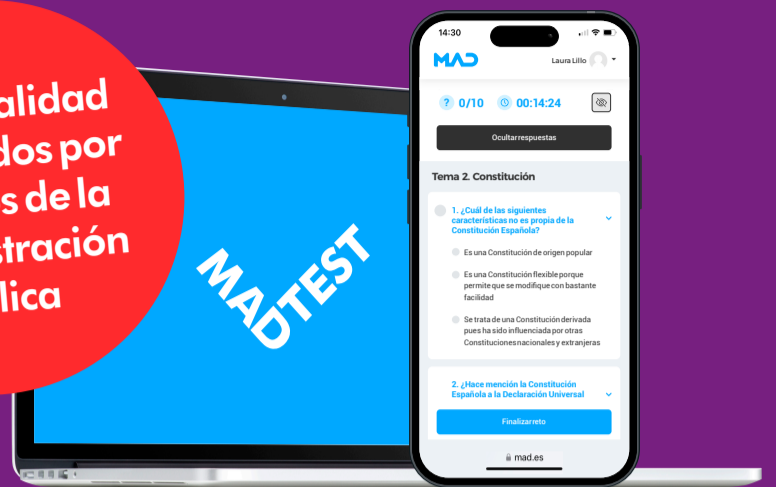 alidad
dos por
s de la
stración
lica
MADTEST
14:30
MAD
Laura Lillo
? 0/10
00:14:24
Ocultarrespuestas
Tema 2. Constitución
1. ¿Cuál de las siguientes
características no es propia de la
Constitución Española?
Es una Constitución de origen popular
Es una Constitución flexible porque
permite que se modifique con bastante
facilidad
Se trata de una Constitución derivada
pues ha sido influenciada por otras
Constitucionesnacionales y extranjeras
2. ¿Hace mención la Constitución
Española a la Declaración Universal
Finalizarreto
mad.es